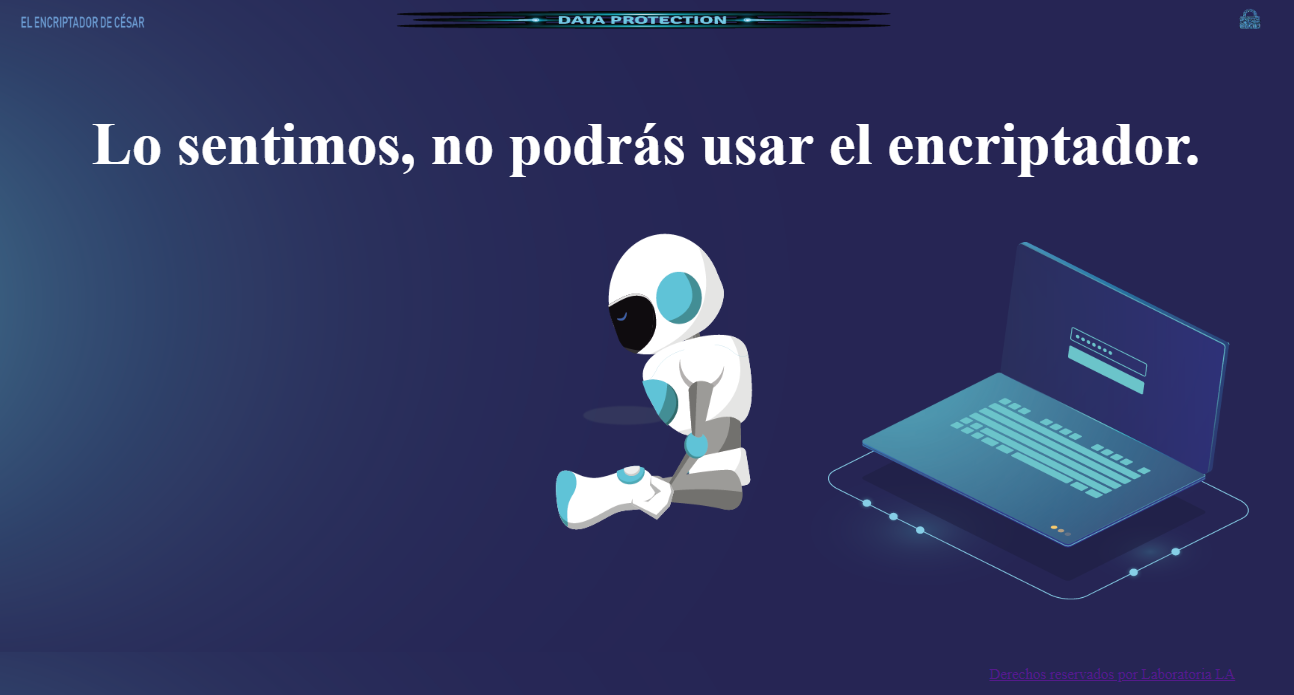 EL ENCRIPTADOR DE CÉSAR
DATA PROTECTION
Lo sentimos, no podrás usar el encriptador.
Derechos reservados por Laboratoria LA